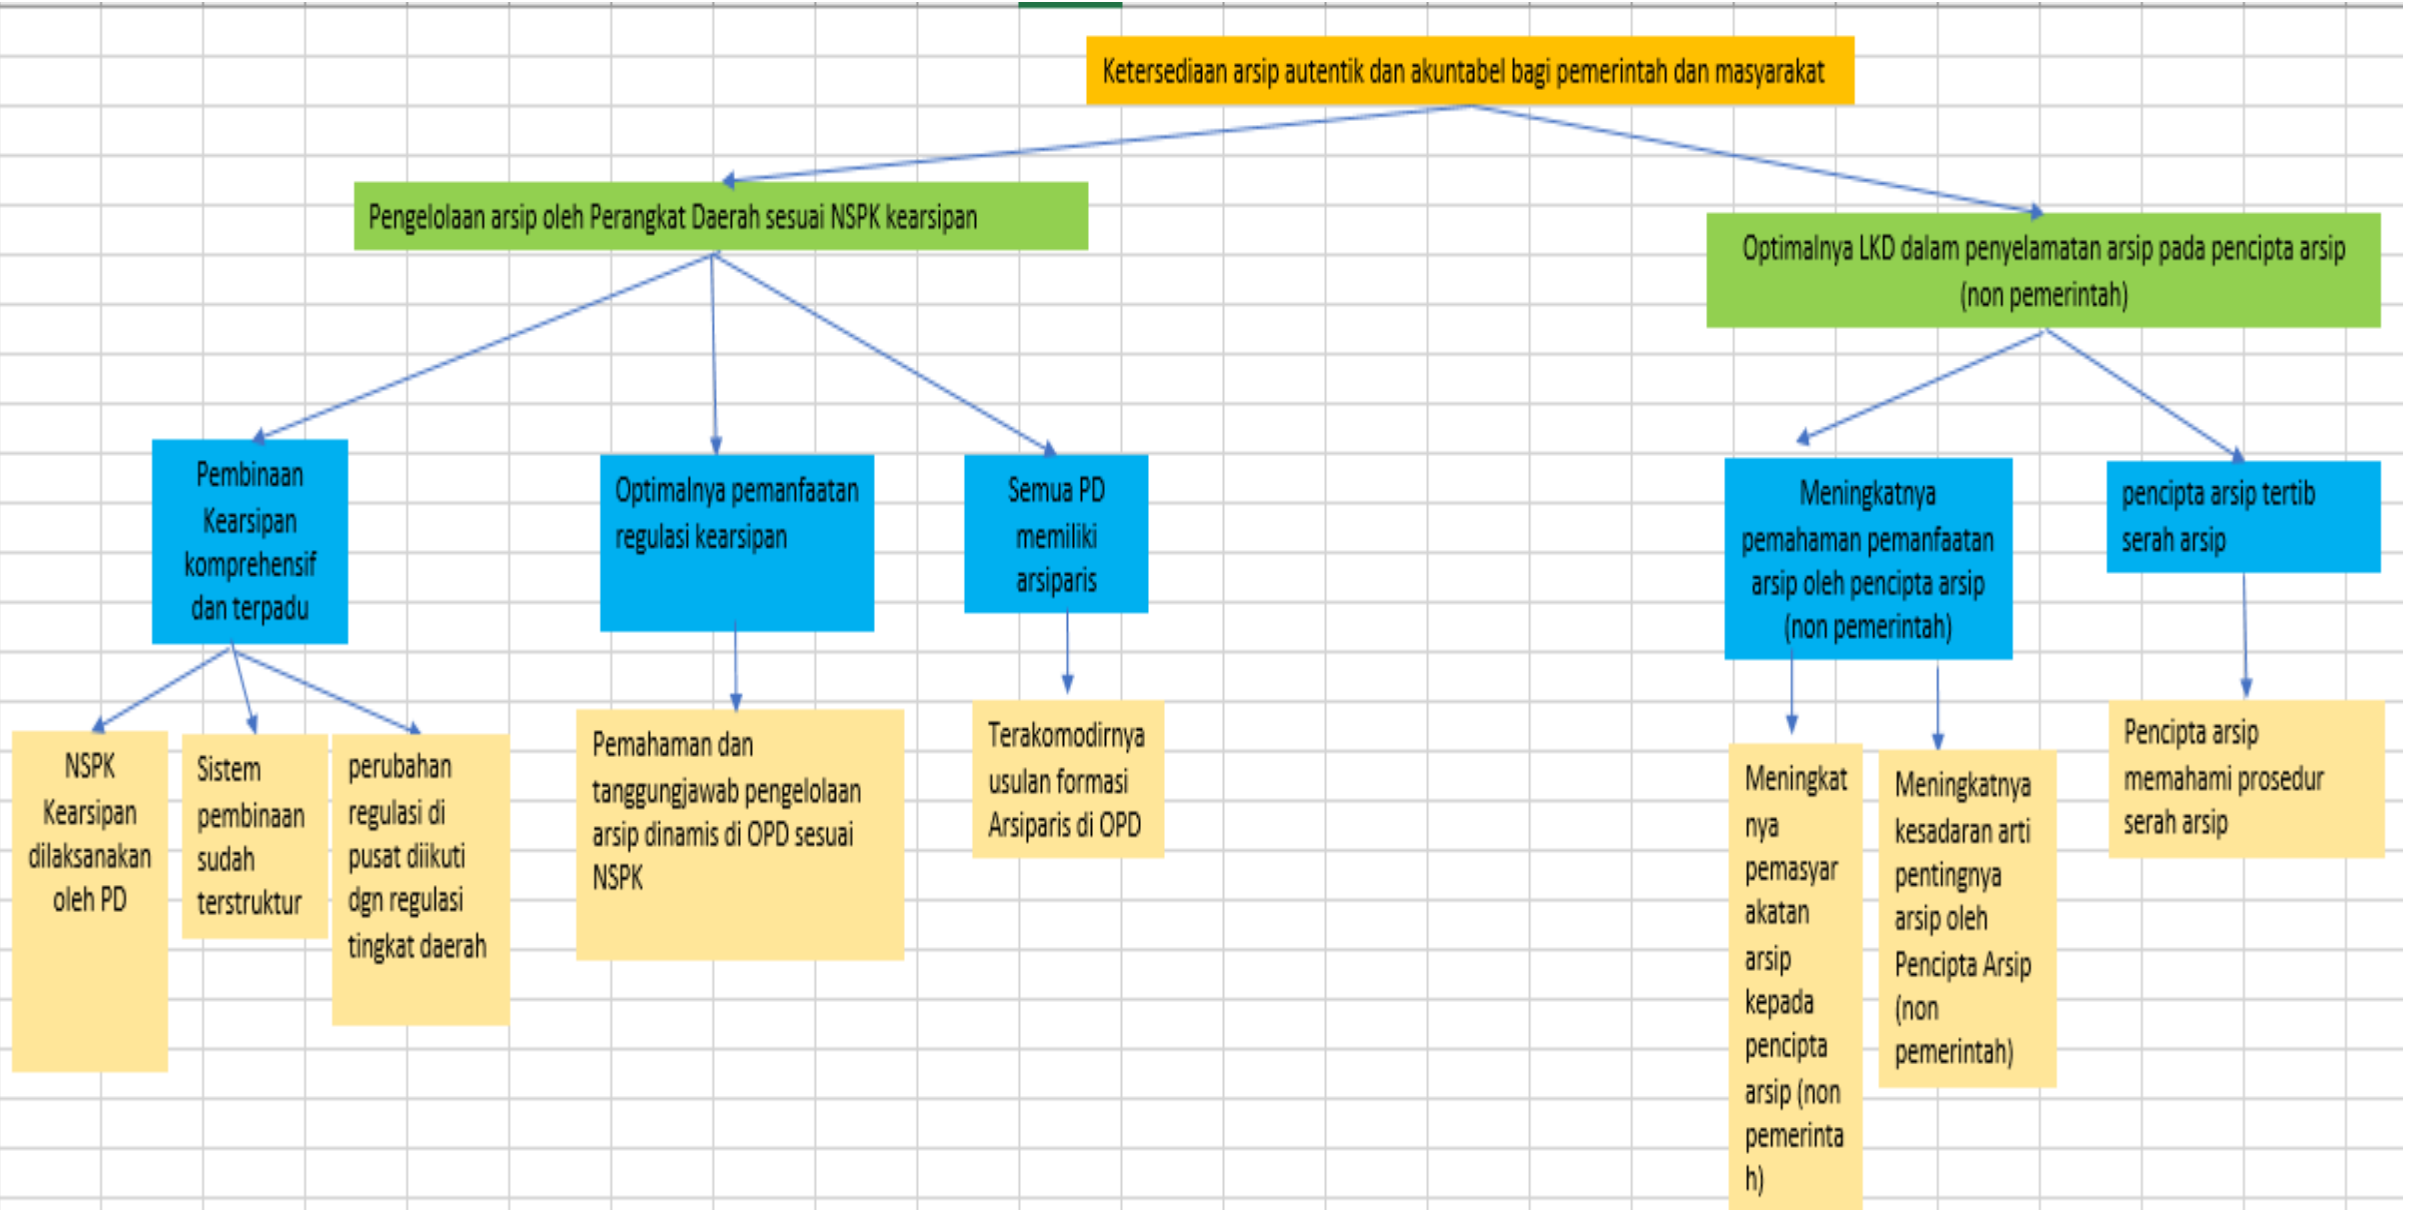 Ketersediaan arsip autentik dan akuntabel bagi pemerintah dan masyarakat
Pengelolaan arsip oleh Perangkat Daerah sesuai NSPK kearsipan
Optimalnya LKD dalam penyelamatan arsip pada pencipta arsip
(non pemerintah)
Pembinaan
Kearsipan
komprehensif
dan terpadu
Optimalnya pemanfaatan
regulasi kearsipan
Semua PD
memiliki
arsiparis
Meningkatnya
pemahaman pemanfaatan
arsip oleh pencipta arsip
(non pemerintah)
pencipta arsip tertib
serah arsip
NSPK
Kearsipan
dilaksanakan
oleh PD
Sistem
pembinaan
sudah
terstruktur
perubahan
regulasi di
pusat diikuti
dgn regulasi
tingkat daerah
Pemahaman dan
tanggungjawab pengelolaan
arsip dinamis di OPD sesuai
NSPK
Terakomodirnya
usulan formasi
Arsiparis di OPD
Meningkat
nya
pemasyar
akatan
arsip
kepada
pencipta
arsip (non
pemerinta
h)
Meningkatnya
kesadaran arti
pentingnya
arsip oleh
Pencipta Arsip
(non
pemerintah)
Pencipta arsip
memahami prosedur
serah arsip